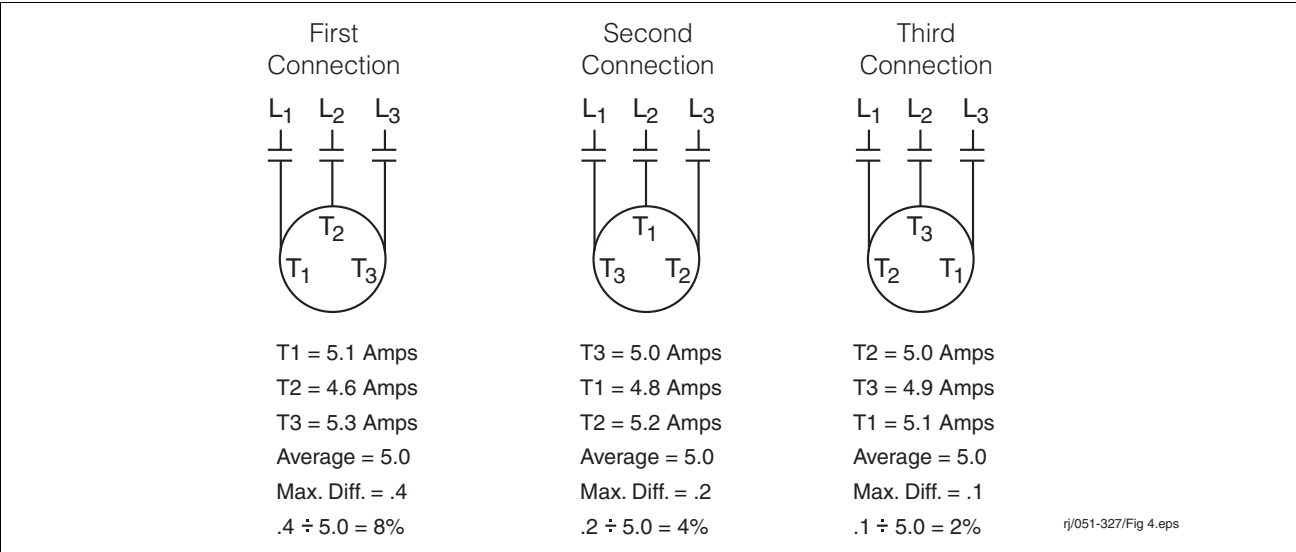 First
Connection
L1 L2 L3
T2
T1 T3
T1 = 5.1 Amps
T2 = 4.6 Amps
T3 = 5.3 Amps
Average = 5.0
Max. Diff. = .4
.4 ÷ 5.0 = 8%
Second
Connection
L1 L2 L3
T1
T3 T2
T3 = 5.0 Amps
T1 = 4.8 Amps
T2 = 5.2 Amps
Average = 5.0
Max. Diff. = .2
.2 ÷ 5.0 = 4%
Third
Connection
L1 L2 L3
T3
T2 T1
T2 = 5.0 Amps
T3 = 4.9 Amps
T1 = 5.1 Amps
Average = 5.0
Max. Diff. = .1
.1 ÷ 5.0 = 2%
rj/051-327/Fig 4.eps